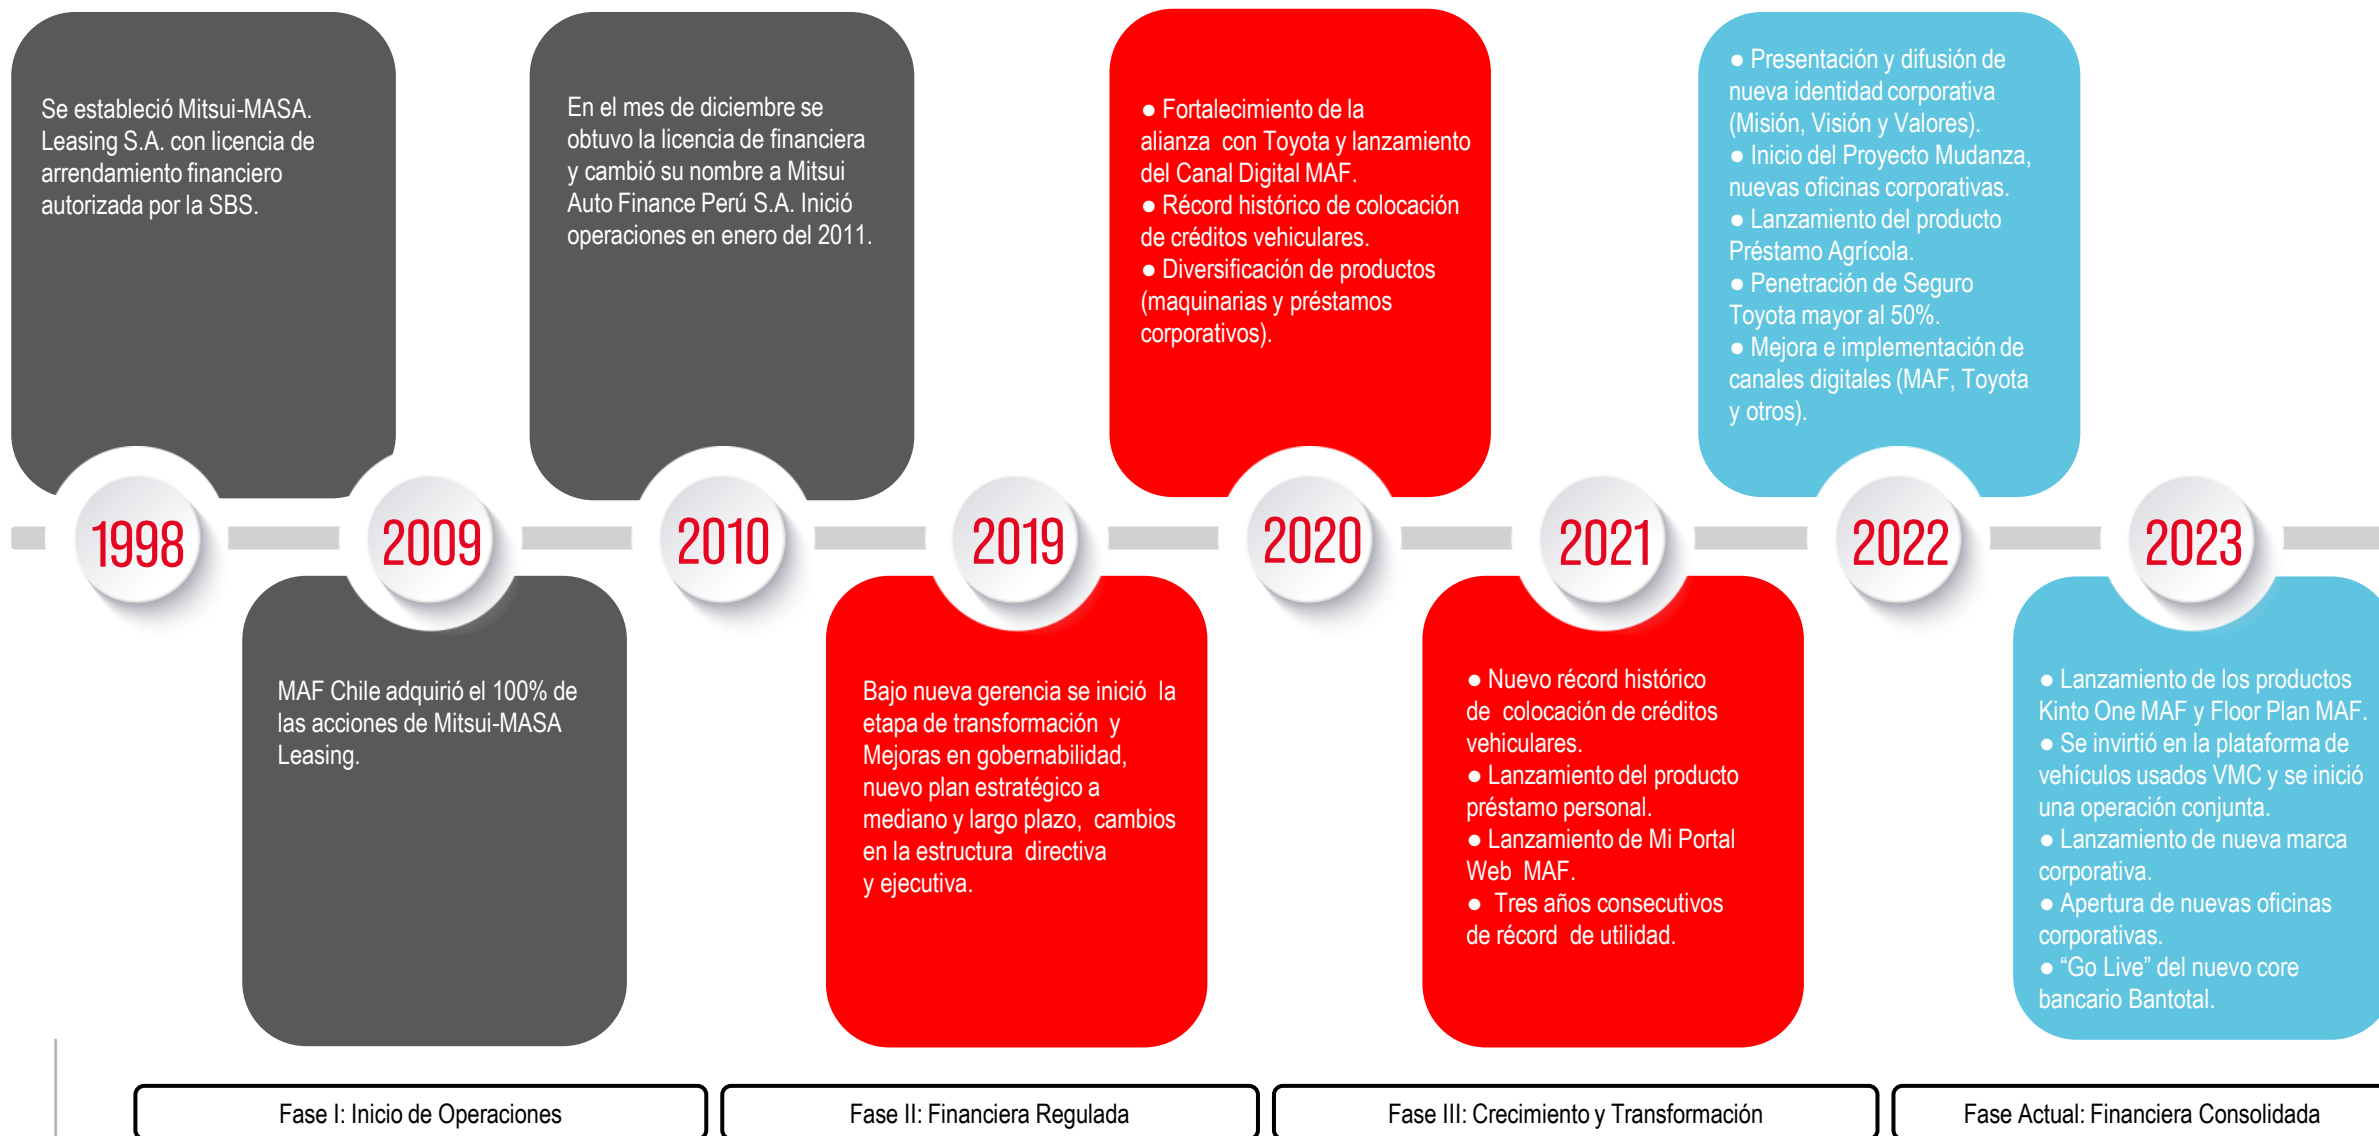 Se estableció Mitsui-MASA.
Leasing S.A. con licencia de
arrendamiento financiero
autorizada por la SBS.
En el mes de diciembre se
obtuvo la licencia de financiera
y cambió su nombre a Mitsui
Auto Finance Perú S.A. Inició
operaciones en enero del 2011.
● Fortalecimiento de la
alianza con Toyota y lanzamiento
del Canal Digital MAF.
● Récord histórico de colocación
de créditos vehiculares.
● Diversificación de productos
(maquinarias y préstamos
corporativos).
● Presentación y difusión de
nueva identidad corporativa
(Misión, Visión y Valores).
● Inicio del Proyecto Mudanza,
nuevas oficinas corporativas.
● Lanzamiento del producto
Préstamo Agrícola.
● Penetración de Seguro
Toyota mayor al 50%.
● Mejora e implementación de
canales digitales (MAF, Toyota
y otros).
1998 2009 2010 2019 2020 2021 2022 2023
MAF Chile adquirió el 100% de
las acciones de Mitsui-MASA
Leasing.
Bajo nueva gerencia se inició la
etapa de transformación y
Mejoras en gobernabilidad,
nuevo plan estratégico a
mediano y largo plazo, cambios
en la estructura directiva
y ejecutiva.
● Nuevo récord histórico
de colocación de créditos
vehiculares.
● Lanzamiento del producto
préstamo personal.
● Lanzamiento de Mi Portal
Web MAF.
● Tres años consecutivos
de récord de utilidad.
● Lanzamiento de los productos
Kinto One MAF y Floor Plan MAF.
● Se invirtió en la plataforma de
vehículos usados VMC y se inició
una operación conjunta.
● Lanzamiento de nueva marca
corporativa.
● Apertura de nuevas oficinas
corporativas.
● “Go Live” del nuevo core
bancario Bantotal.
Fase I: Inicio de Operaciones
Fase II: Financiera Regulada
Fase III: Crecimiento y Transformación
Fase Actual: Financiera Consolidada